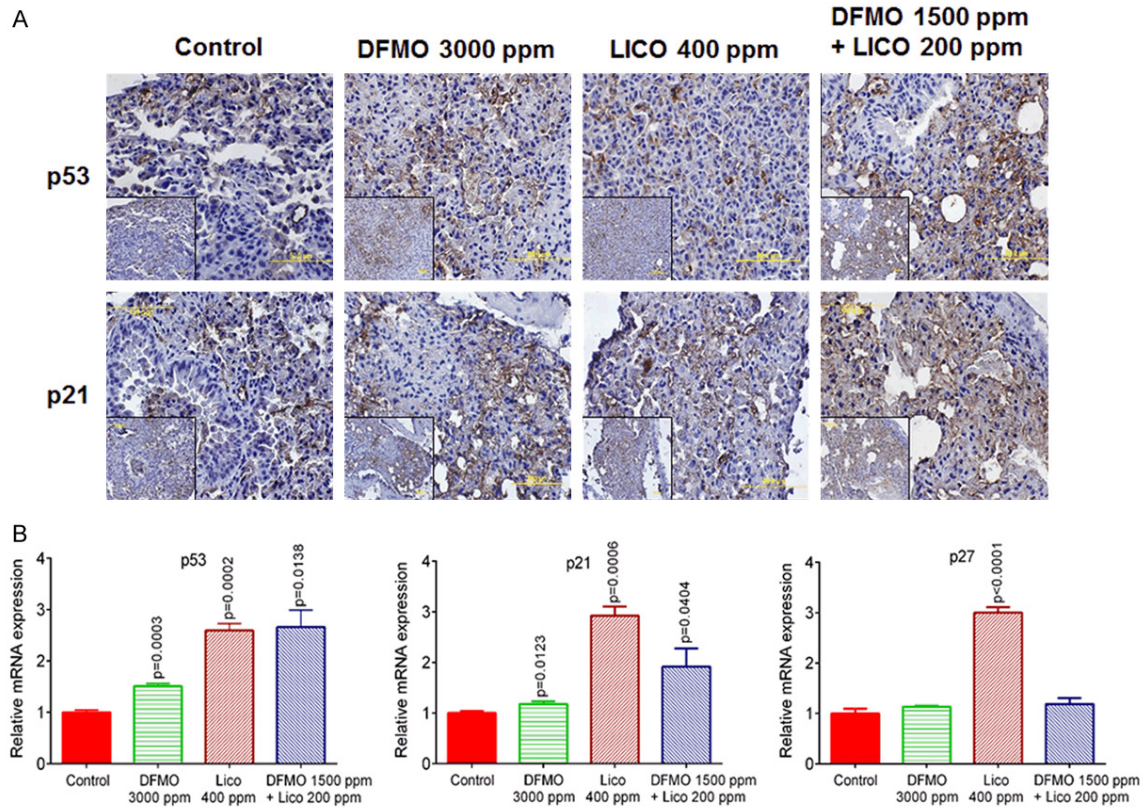 A
Control
DFMO 3000 ppm
LICO 400 ppm
DFMO 1500 ppm
+ LICO 200 ppm
p53
p21
B
Relative mRNA expression
4
3
2
1
0
p53
p=0.0003
p=0.0002
p=0.0138
Control
DFMO
3000 ppm
Lico
400 ppm
DFMO 1500 ppm
+ Lico 200 ppm
Relative mRNA expression
4
3
2
1
0
p21
p=0.0123
p=0.0006
p=0.0404
Control
DFMO
3000 ppm
Lico
400 ppm
DFMO 1500 ppm
+ Lico 200 ppm
Relative mRNA expression
4
3
2
1
0
p27
p<0.0001
Control
DFMO
3000 ppm
Lico
400 ppm
DFMO 1500 ppm
+ Lico 200 ppm